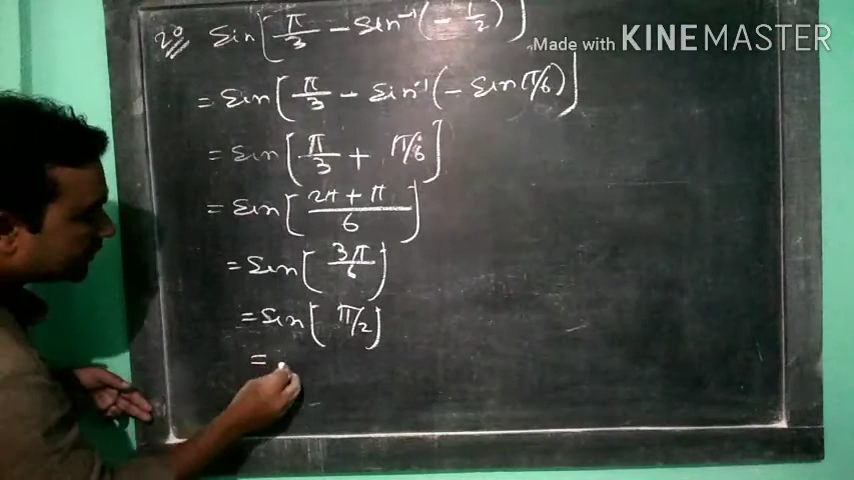 20 Sin[π/3 - Sin⁻¹(-1/2)]
Made with KINEMASTER
= Sin[π/3 - Sin⁻¹(-Sin π/6)]
= Sin[π/3 + π/6]
= Sin[(2π + π)/6]
= Sin[3π/6]
= Sin[π/2]
=